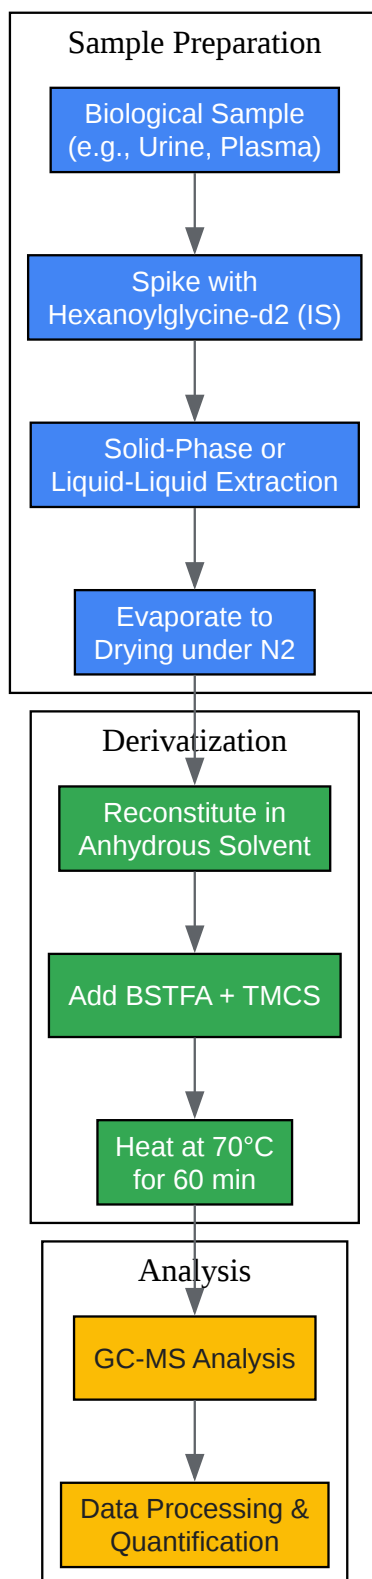 Sample Preparation
Biological Sample
(e.g., Urine, Plasma)
Spike with
Hexanoylglycine-d2 (IS)
Solid-Phase or
Liquid-Liquid Extraction
Evaporate to
Drying under N2
Derivatization
Reconstitute in
Anhydrous Solvent
Add BSTFA + TMCS
Heat at 70°C
for 60 min
Analysis
GC-MS Analysis
Data Processing &
Quantification